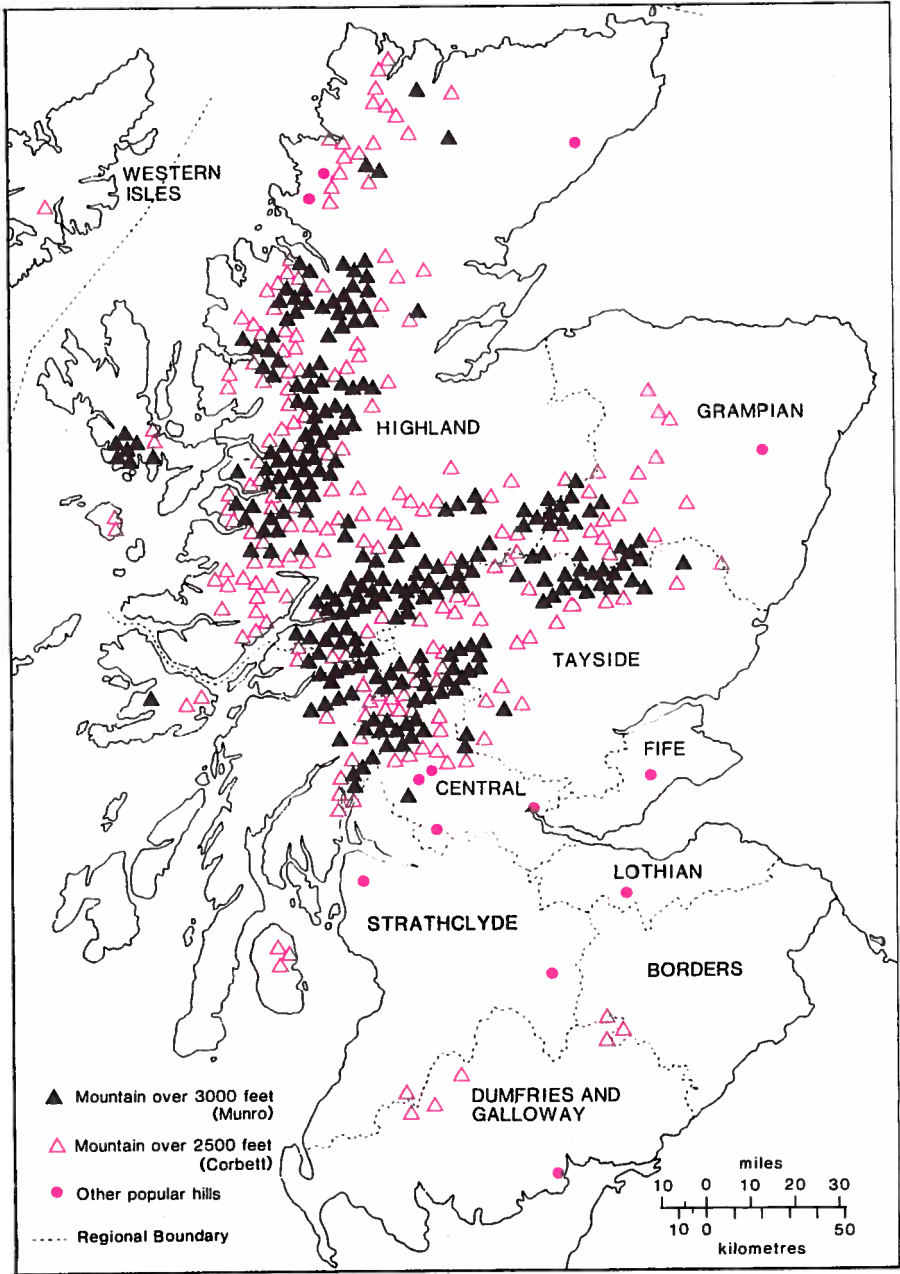 WESTERN
ISLES
GRAMPIAN
HIGHLAND
TAYSIDE
FIFE
CENTRAL
LOTHIAN
STRATHCLYDE
BORDERS
DUMFRIES AND
GALLOWAY
Mountain over 3000 feet
(Munro)
Mountain over 2500 feet
(Corbett)
Other popular hills
Regional Boundary
miles
10 0 10 20 30
10 0 50
kilometres